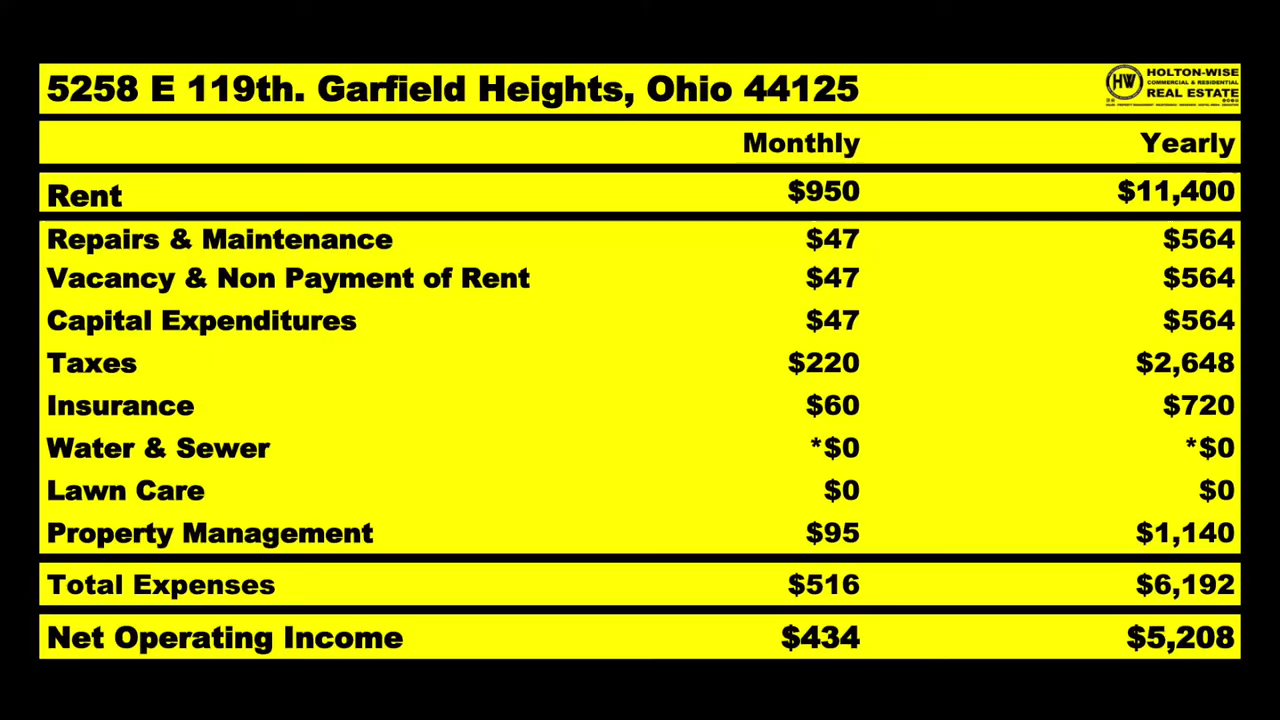 5258 E 119th. Garfield Heights, Ohio 44125
HW
HOLTON-WISE
COMMERCIAL & RESIDENTIAL
REAL ESTATE
Monthly Yearly
Rent $950 $11,400
Repairs & Maintenance $47 $564
Vacancy & Non Payment of Rent $47 $564
Capital Expenditures $47 $564
Taxes $220 $2,648
Insurance $60 $720
Water & Sewer *$0 *$0
Lawn Care $0 $0
Property Management $95 $1,140
Total Expenses $516 $6,192
Net Operating Income $434 $5,208